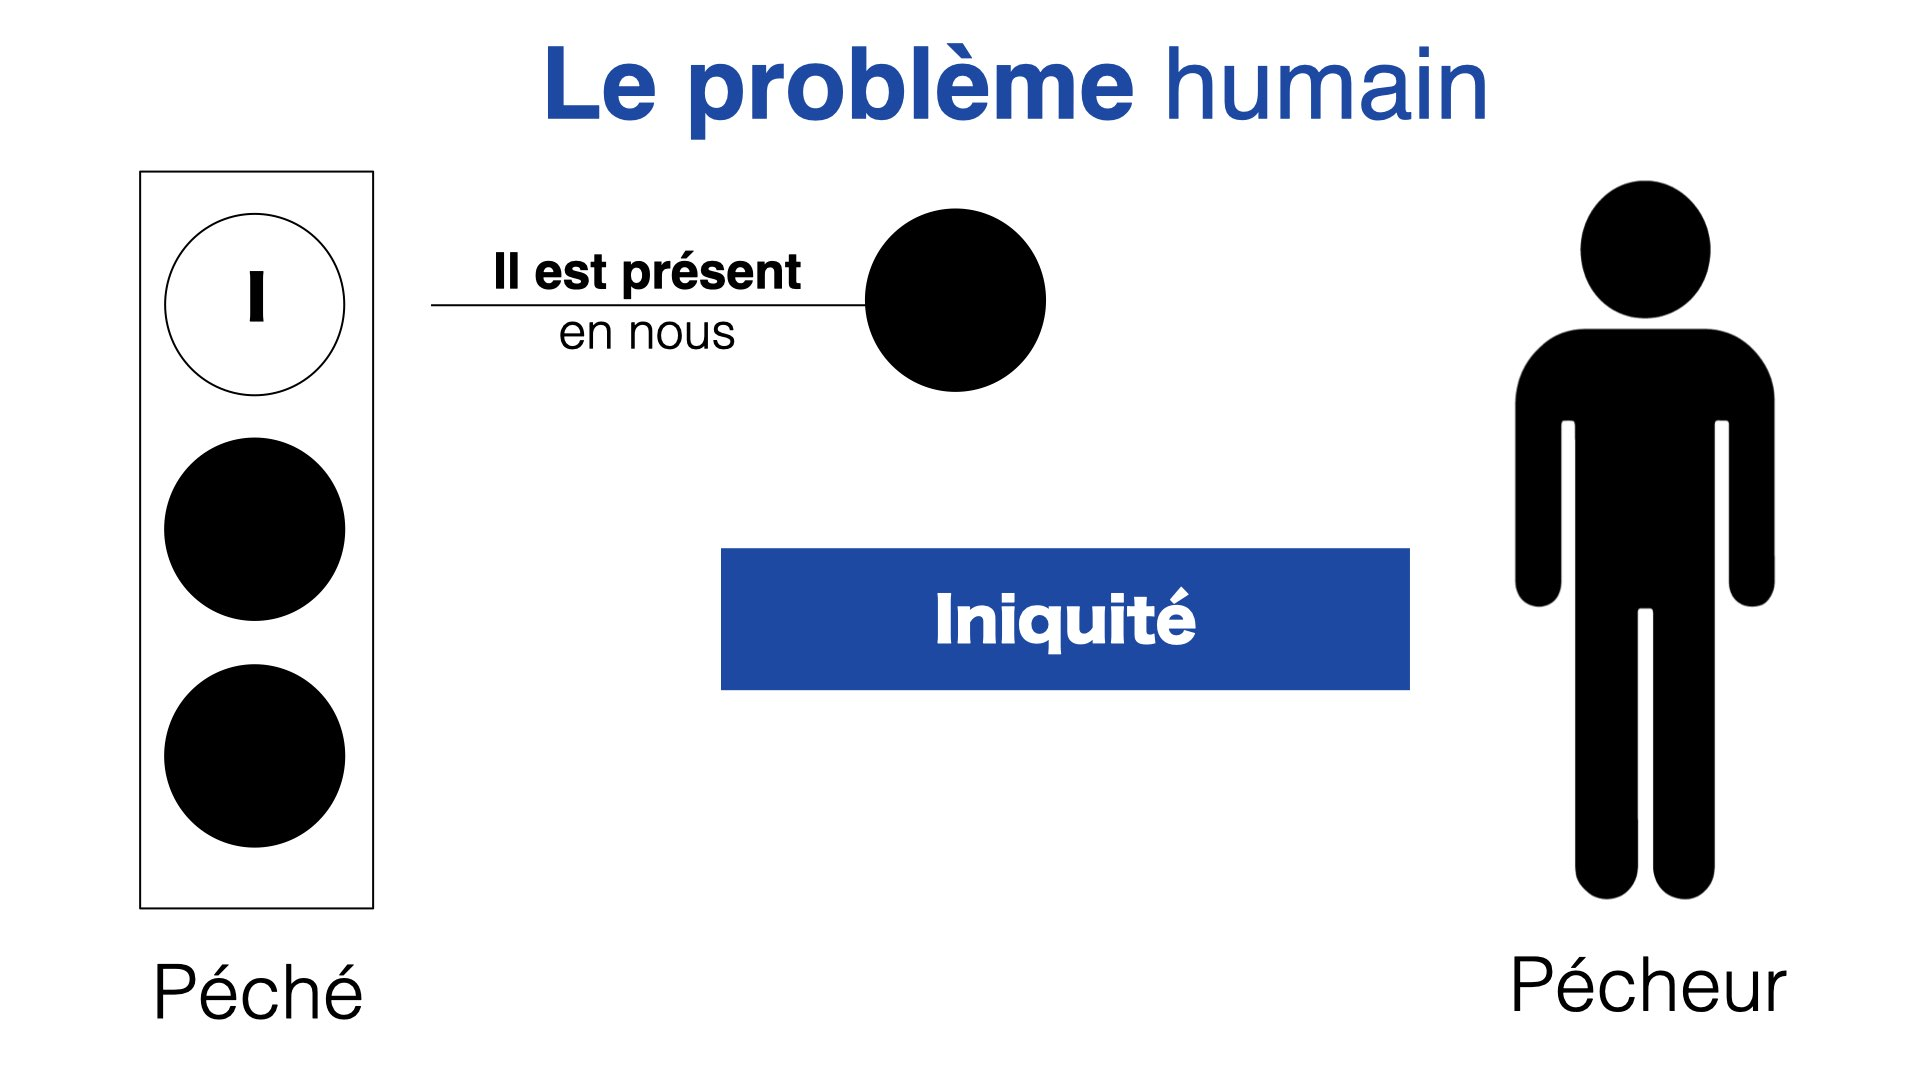 Le problème humain
I
Il est présent
en nous
Iniquité
Péché
Pécheur